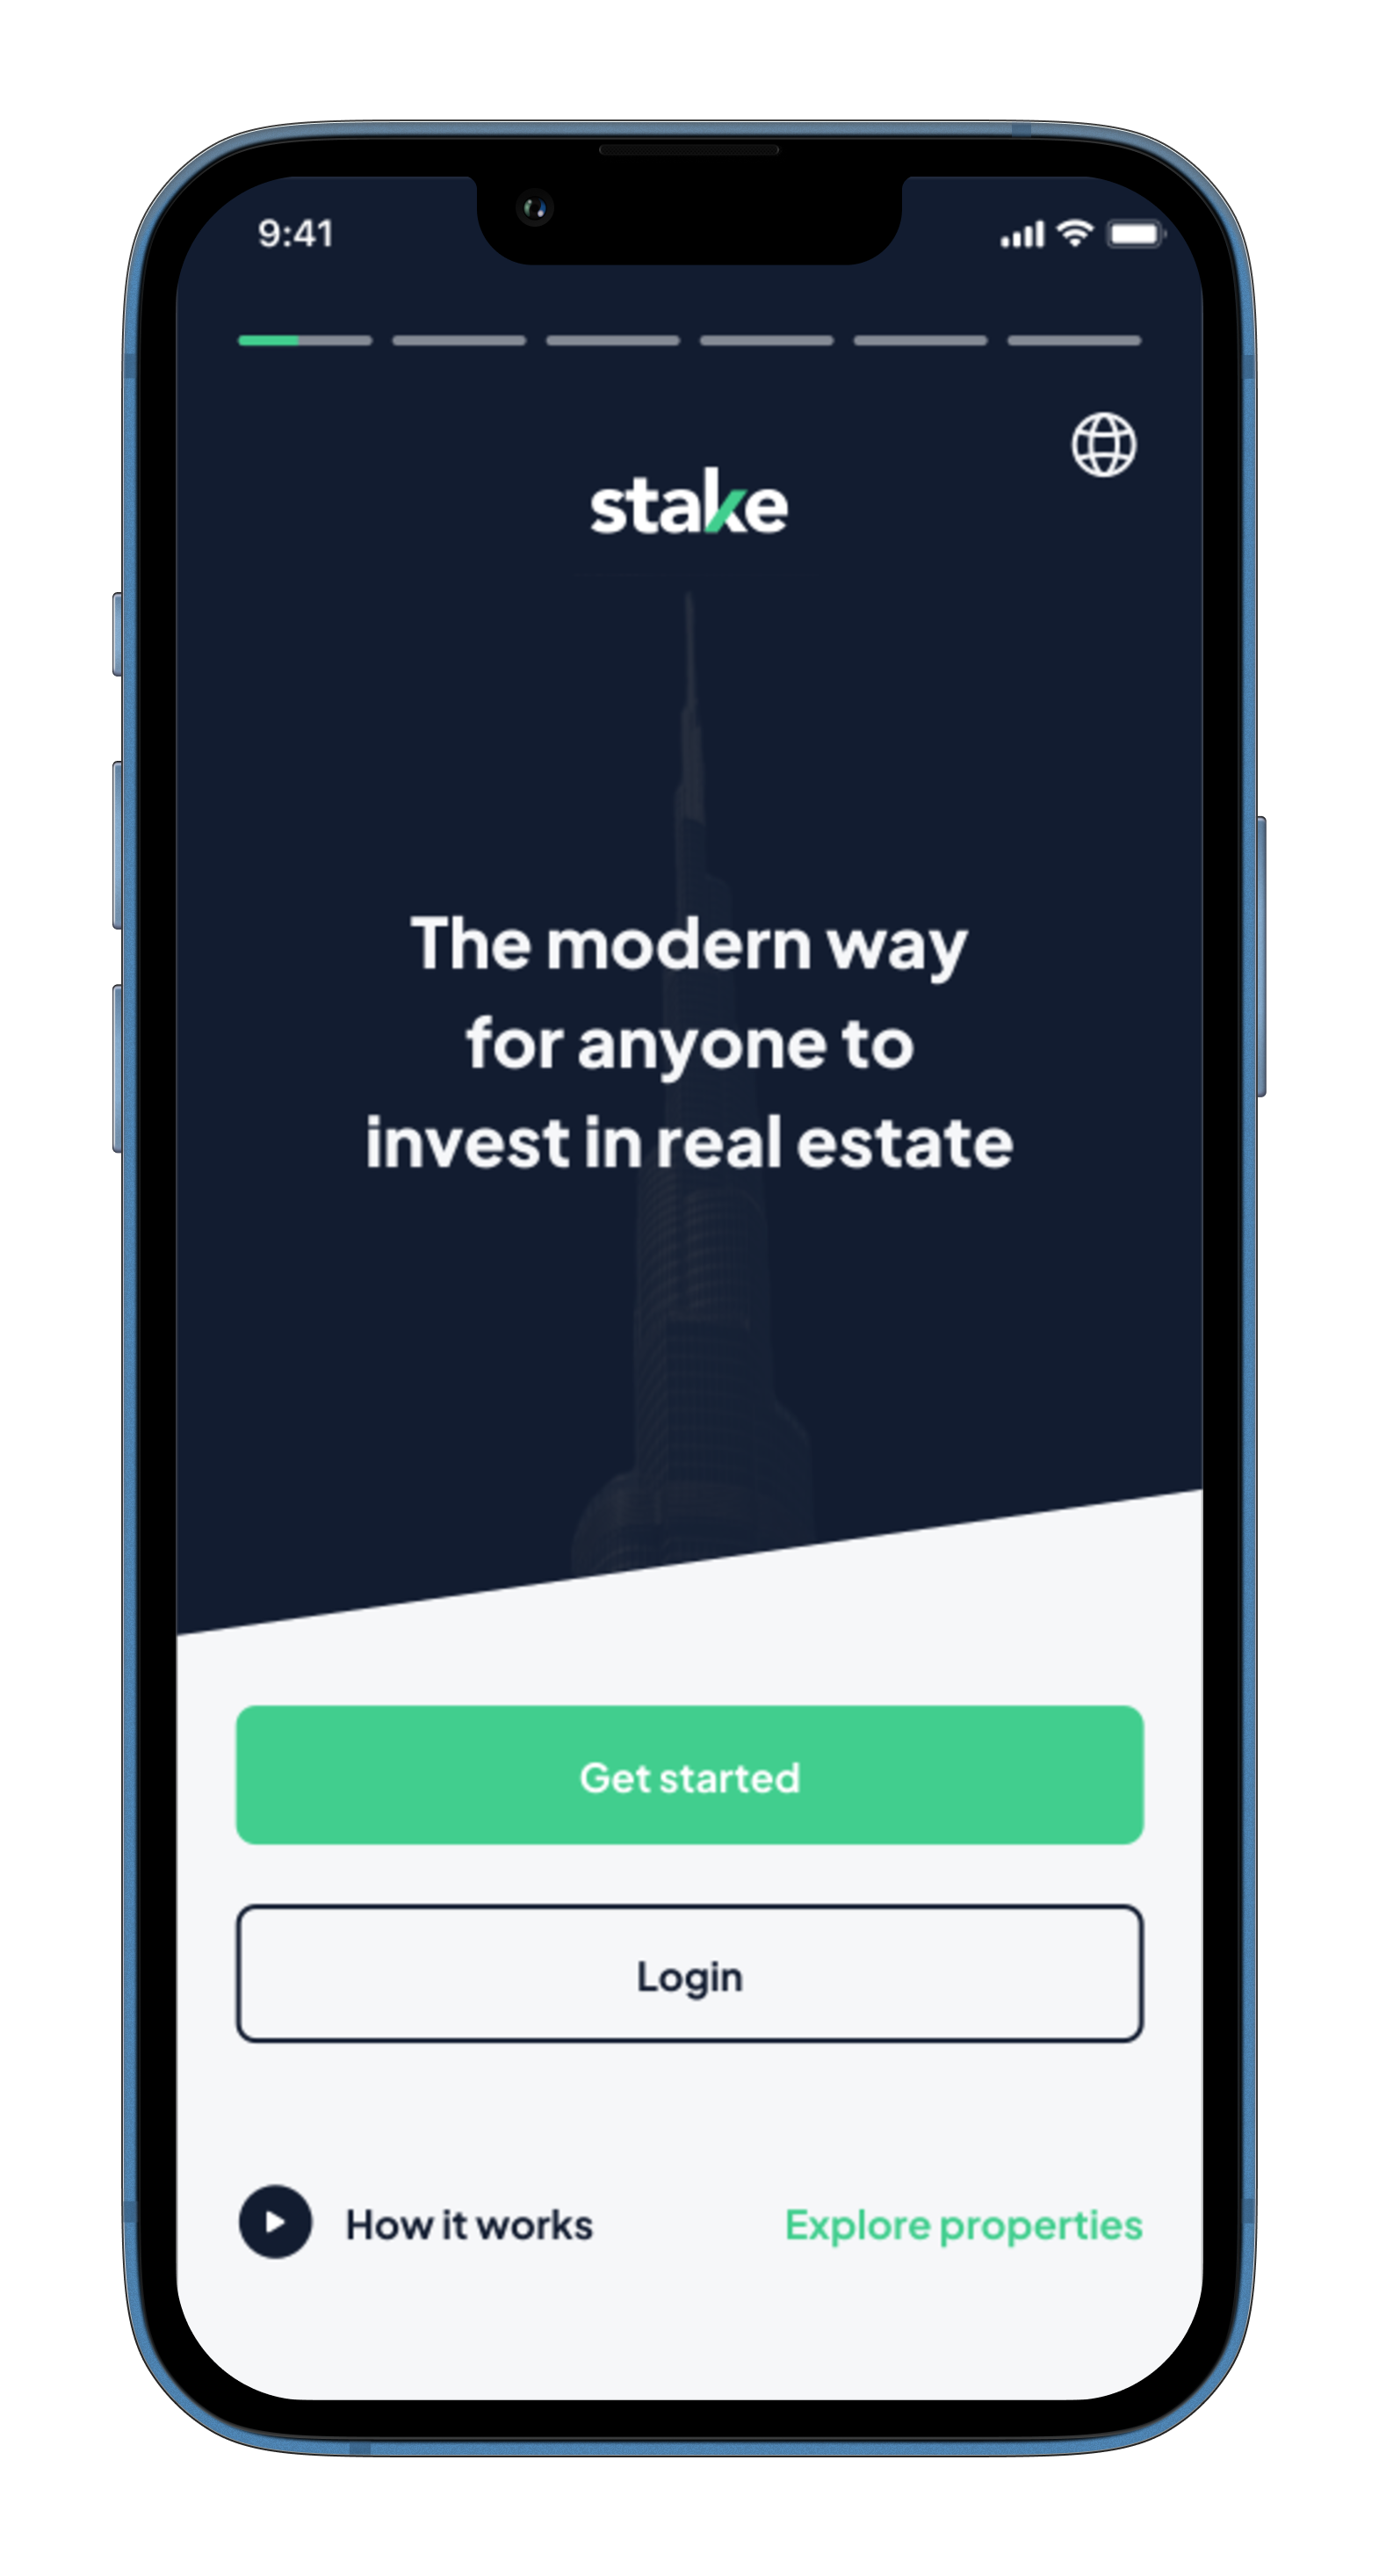 9:41
stake
The modern way
for anyone to
invest in real estate
Get started
Login
How it works
Explore properties